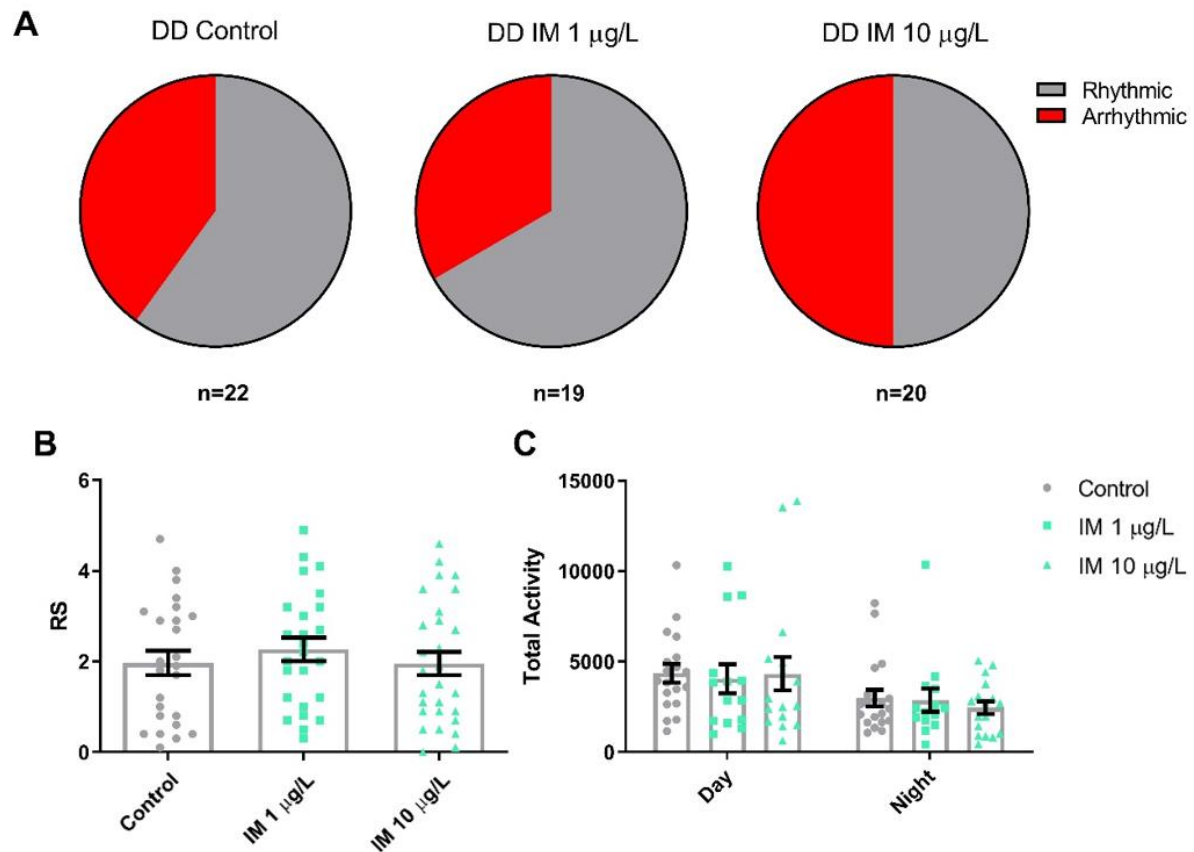 A
DD Control
DD IM 1 μg/L
DD IM 10 μg/L
Rhythmic
Arrhythmic
n=22
n=19
n=20
B
RS
6
4
2
0
Control
IM 1 μg/L
IM 10 μg/L
C
Total Activity
15000
10000
5000
0
Day
Night
Control
IM 1 μg/L
IM 10 μg/L